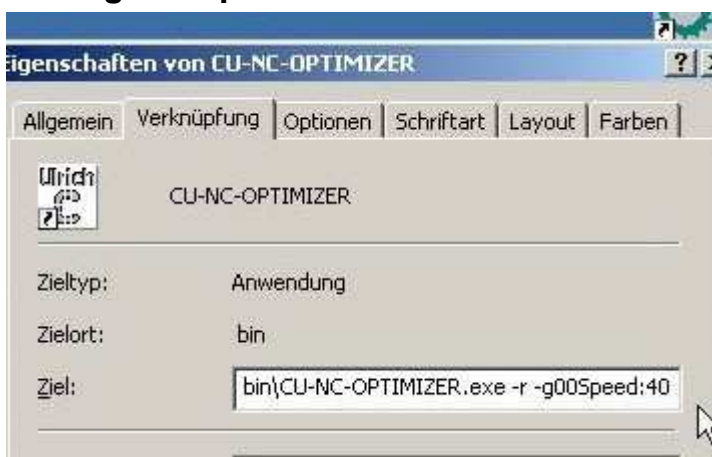 Eigenschaften von CU-NC-OPTIMIZER
Allgemein Verknüpfung Optionen Schriftart Layout Farben
Ulrich
CU-NC-OPTIMIZER
Zieltyp: Anwendung
Zielort: bin
Ziel: bin\CU-NC-OPTIMIZER.exe -r -g00Speed:40